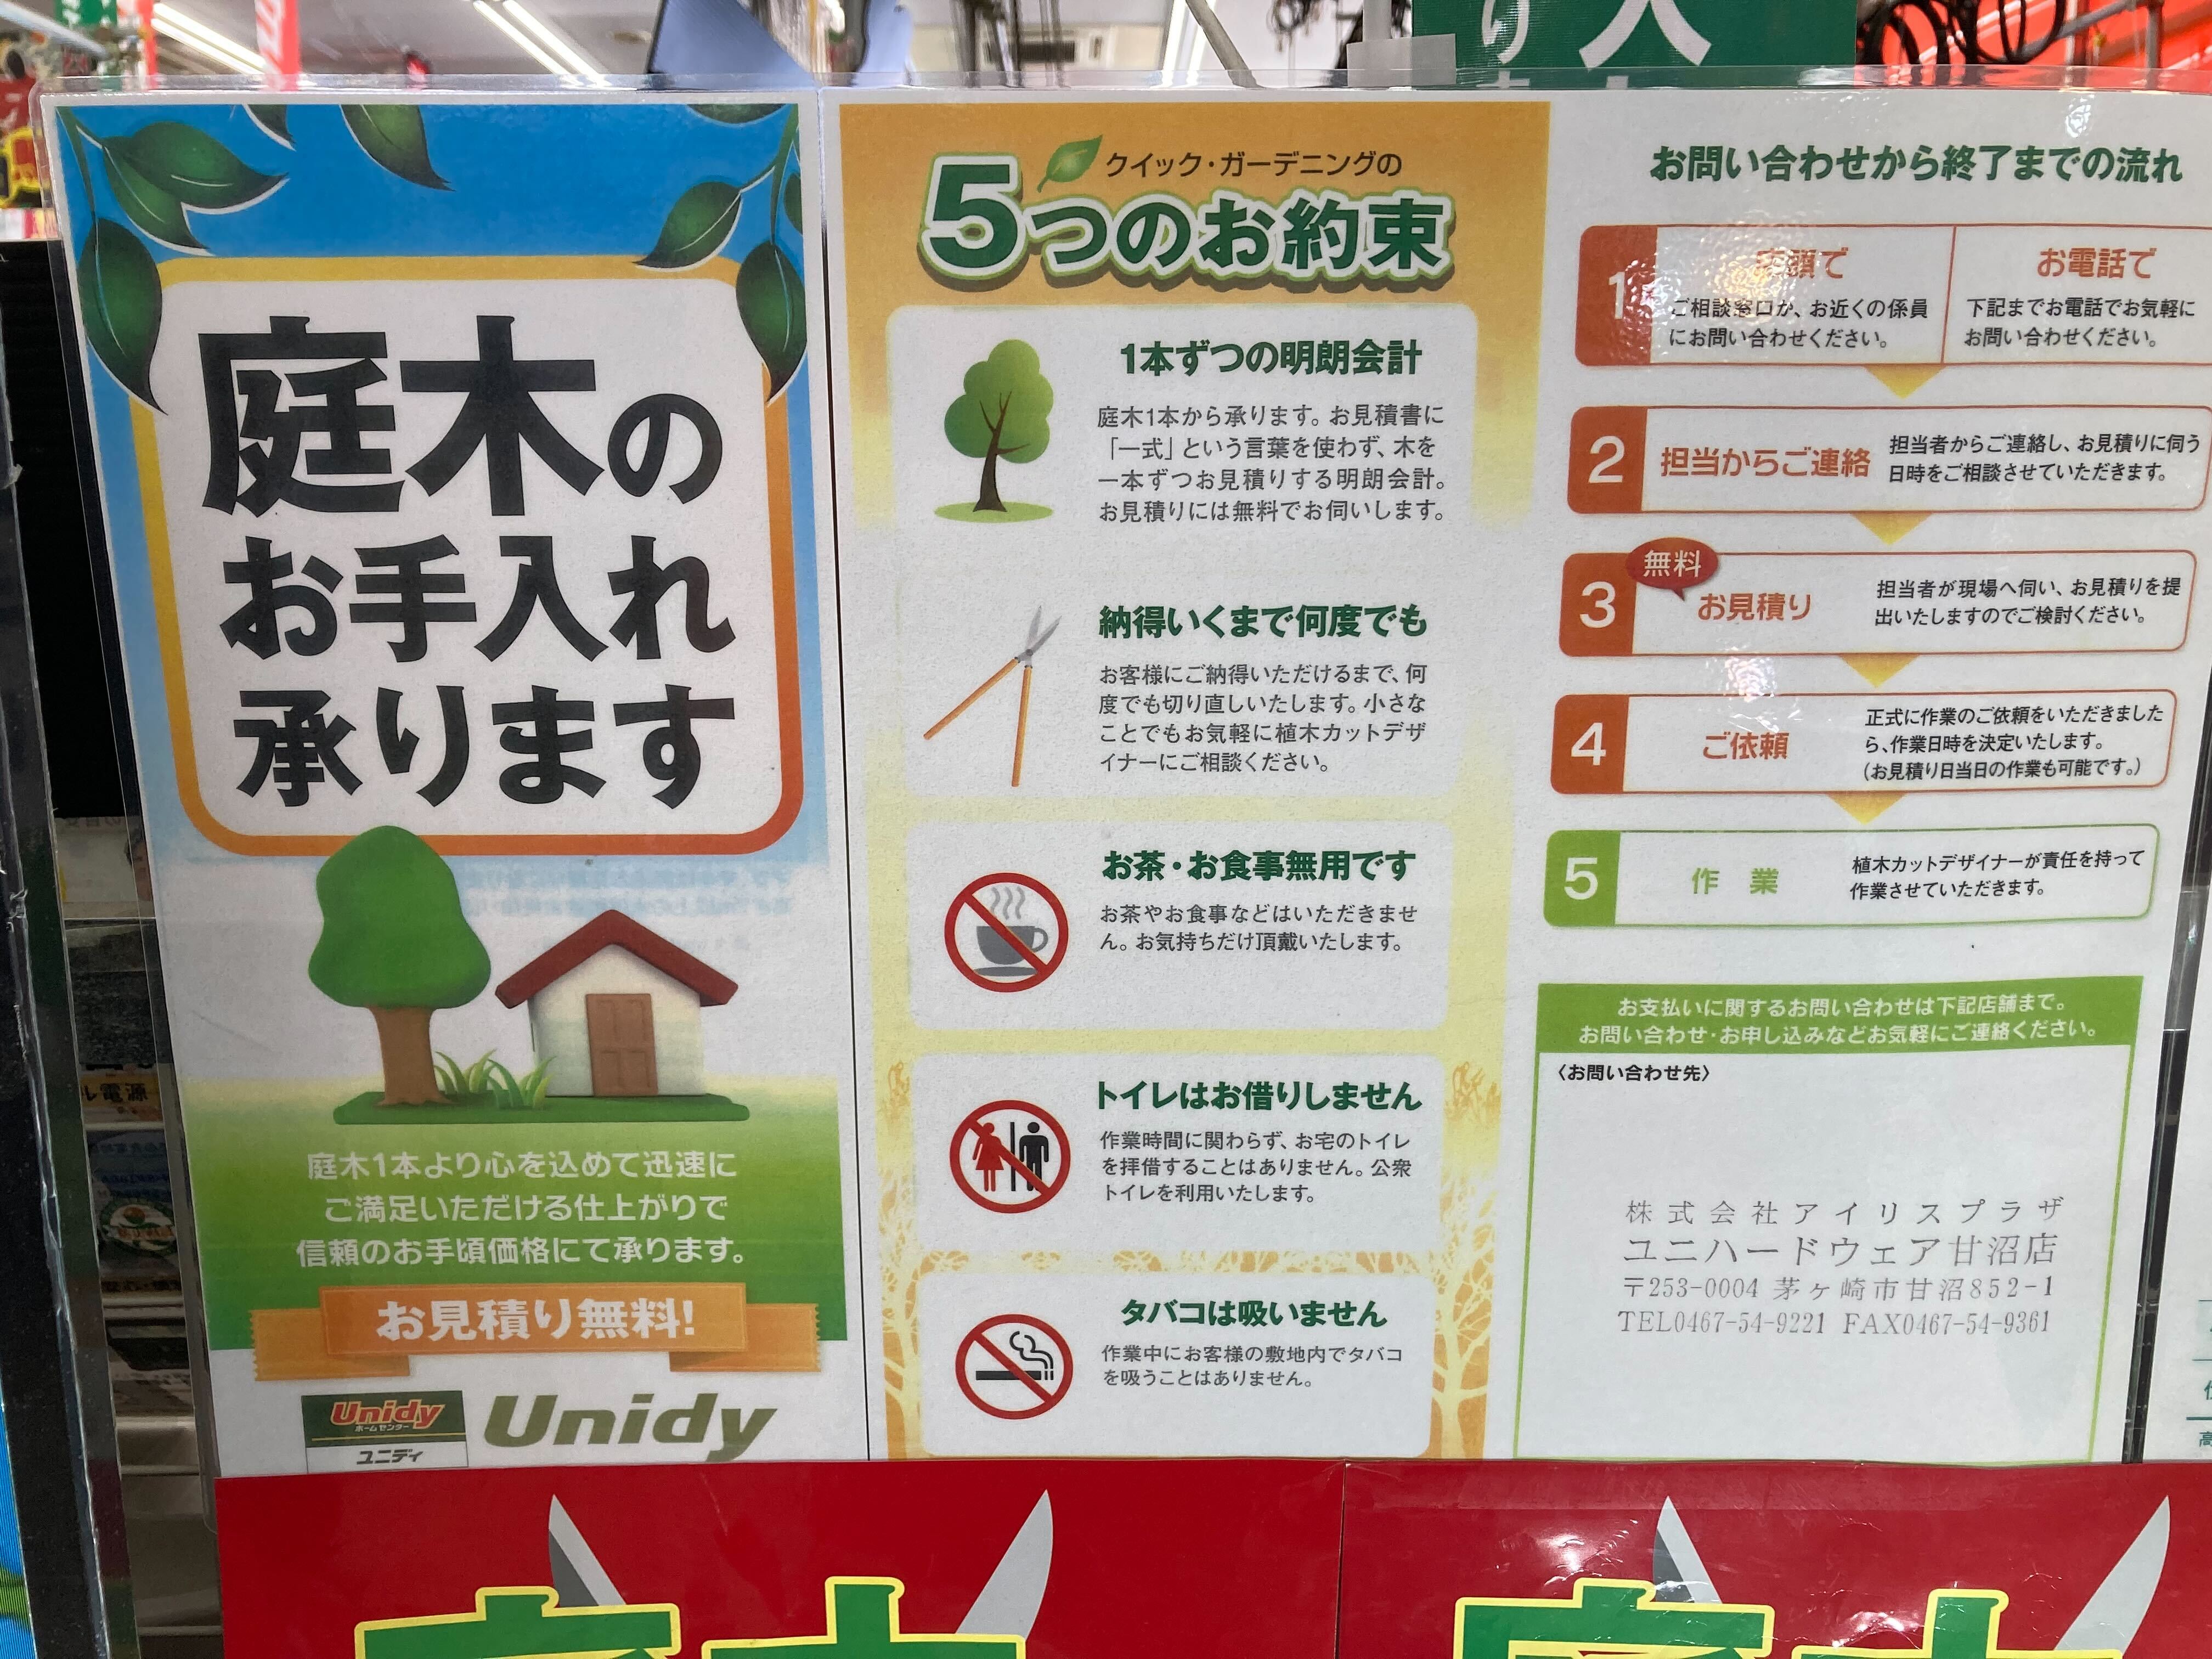 庭木の
お手入れ
承ります
庭木1本より心を込めて迅速に
ご満足いただける仕上がりで
信頼のお手頃価格にて承ります。
お見積り無料!
Unidy
ホームセンター
ユニディ
Unidy
クイック・ガーデニングの
5つのお約束
1本ずつの明朗会計
庭木1本から承ります。お見積書に
「一式」という言葉を使わず、木を
一本ずつお見積りする明朗会計。
お見積りには無料でお伺いします。
納得いくまで何度でも
お客様にご納得いただけるまで、何
度でも切り直しいたします。小さな
ことでもお気軽に植木カットデザ
イナーにご相談ください。
お茶・お食事無用です
お茶やお食事などはいただきませ
ん。お気持ちだけ頂戴いたします。
トイレはお借りしません
作業時間に関わらず、お宅のトイレ
を拝借することはありません。公衆
トイレを利用いたします。
タバコは吸いません
作業中にお客様の敷地内でタバコ
を吸うことはありません。
お問い合わせから終了までの流れ
1
店頭で
ご相談窓口か、お近くの係員
にお問い合わせください。
お電話で
下記までお電話でお気軽に
お問い合わせください。
2
担当からご連絡
担当者からご連絡し、お見積りに伺う
日時をご相談させていただきます。
3
無料
お見積り
担当者が現場へ伺い、お見積りを提
出いたしますのでご検討ください。
4
ご依頼
正式に作業のご依頼をいただきました
ら、作業日時を決定いたします。
(お見積り日当日の作業も可能です。)
5
作 業
植木カットデザイナーが責任を持って
作業させていただきます。
お支払いに関するお問い合わせは下記店舗まで。
お問い合わせ・お申し込みなどお気軽にご連絡ください。
〈お問い合わせ先〉
株式会社アイリスプラザ
ユニハードウェア甘沼店
〒253-0004 茅ヶ崎市甘沼852-1
TEL0467-54-9221 FAX0467-54-9361
ル電源